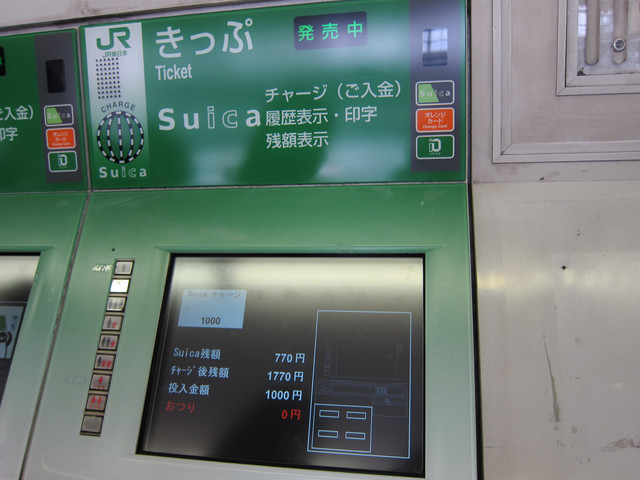 JR
JR東日本
きっぷ
発売中
Ticket
CHARGE
Suica
チャージ（ご入金）
履歴表示・印字
残額表示
Suica
Suica
オレンジカード
Orange Card
ご入金）
印字
Suica
オレンジカード
Orange Card
Suica チャージ
1000
Suica残額 770円
ﾁｬｰｼﾞ後残額 1770円
投入金額 1000円
おつり 0円